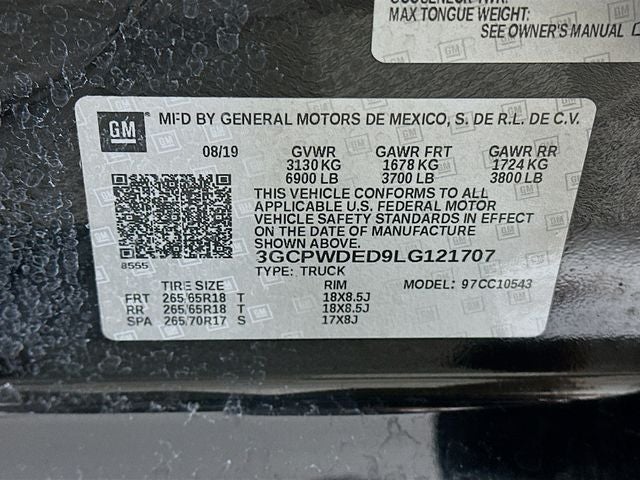 MAX TONGUE WEIGHT:
SEE OWNER'S MANUAL
GM
MFD BY GENERAL MOTORS DE MEXICO, S. DE R.L. DE C.V.
08/19 GVWR GAWR FRT GAWR RR
3130 KG 1678 KG 1724 KG
6900 LB 3700 LB 3800 LB
THIS VEHICLE CONFORMS TO ALL
APPLICABLE U.S. FEDERAL MOTOR
VEHICLE SAFETY STANDARDS IN EFFECT
ON THE DATE OF MANUFACTURE
SHOWN ABOVE.
8555 3GCPWDED9LG121707
TYPE: TRUCK
TIRE SIZE RIM MODEL: 97CC10543
FRT 265/65R18 T 18X8.5J
RR 265/65R18 T 18X8.5J
SPA 265/70R17 S 17X8J